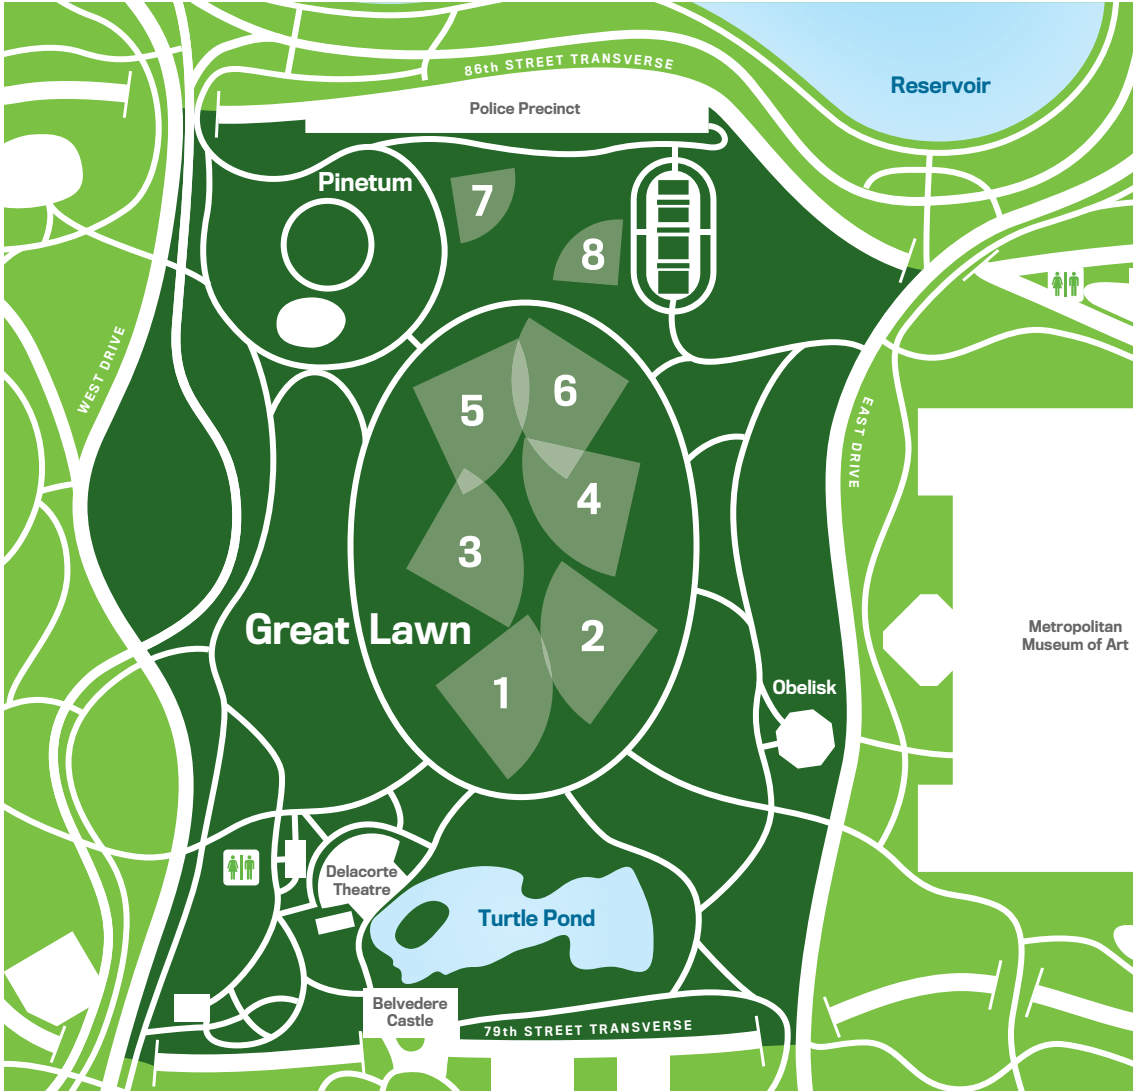 86th STREET TRANSVERSE
Reservoir
Police Precinct
Pinetum
7
8
WEST DRIVE
5
6
EAST DRIVE
4
3
Great Lawn
2
Metropolitan
Museum of Art
1
Obelisk
Delacorte
Theatre
Turtle Pond
Belvedere
Castle
79th STREET TRANSVERSE